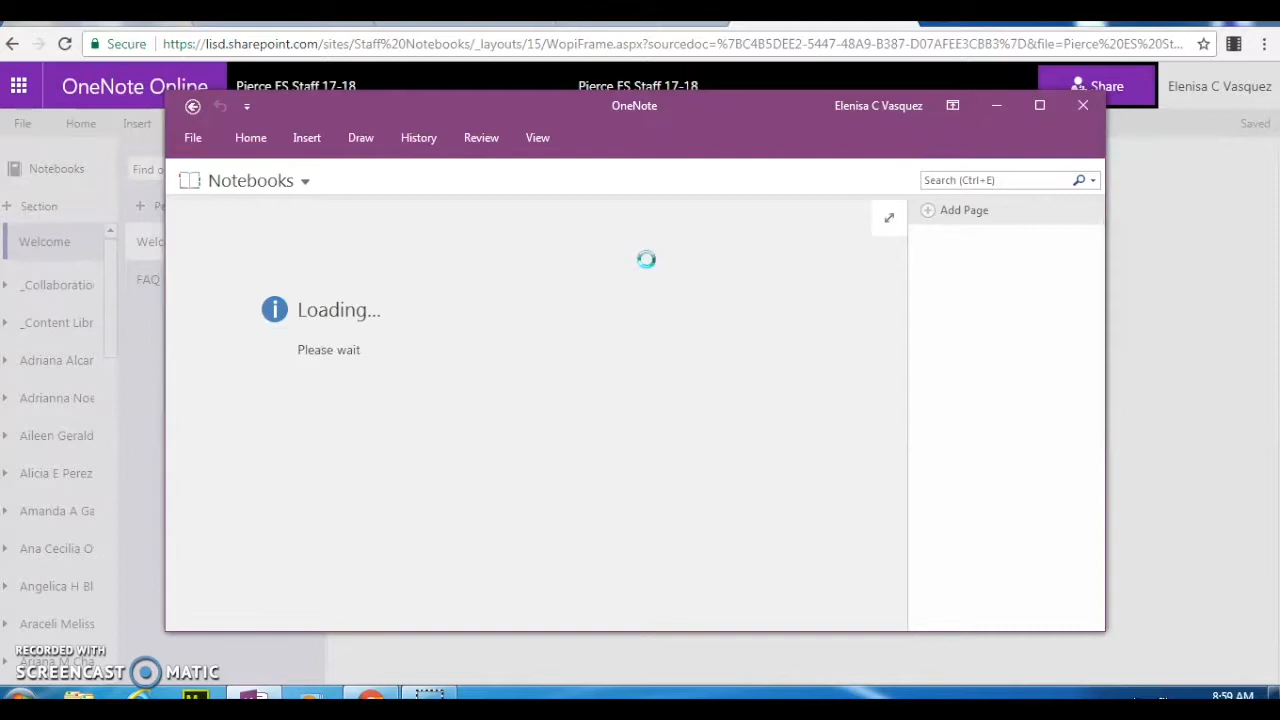 Secure https://lisd.sharepoint.com/sites/Staff%20Notebooks/_layouts/15/WopiFrame.aspx?sourcedoc=%7BC4B5DEE2-5447-48A9-B387-D07AFEE3CBB3%7D&file=Pierce%20ES%20St...
OneNote Online Pierce ES Staff 17-18 Pierce ES Staff 17-18 Share Elenisa C Vasquez
OneNote Elenisa C Vasquez
File Home Insert Saved
File Home Insert Draw History Review View
Notebooks Find o
Notebooks Search (Ctrl+E)
Section
Add Page
Welcome Welc
FAQ
_Collaboratio
Loading...
_Content Libr
Please wait
Adriana Alcar
Adrianna Noe
Aileen Gerald
Alicia E Perez
Amanda A Ga
Ana Cecilia O
Angelica H Bl
Araceli Meliss
RECORDED WITH
Ariana M Cha
SCREENCAST MATIC
8:59 AM